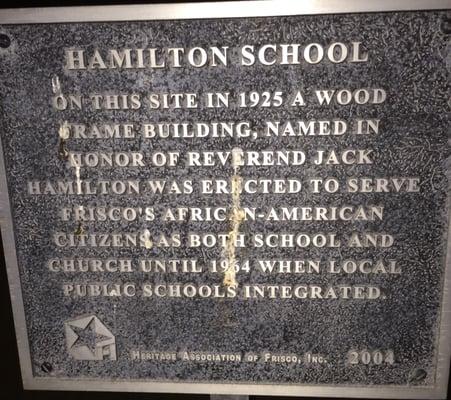 HAMILTON SCHOOL
ON THIS SITE IN 1925 A WOOD
FRAME BUILDING, NAMED IN
HONOR OF REVEREND JACK
HAMILTON WAS ERECTED TO SERVE
FRISCO'S AFRICAN-AMERICAN
CITIZENS AS BOTH SCHOOL AND
CHURCH UNTIL 1964 WHEN LOCAL
PUBLIC SCHOOLS INTEGRATED.
HERITAGE ASSOCIATION OF FRISCO, INC. 2004